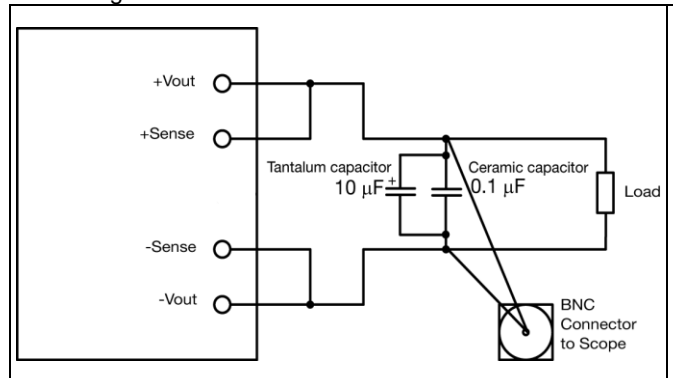 +Vout
+Sense
Tantalum capacitor
10 µF
+
Ceramic capacitor
0.1 µF
Load
-Sense
-Vout
BNC
Connector
to Scope